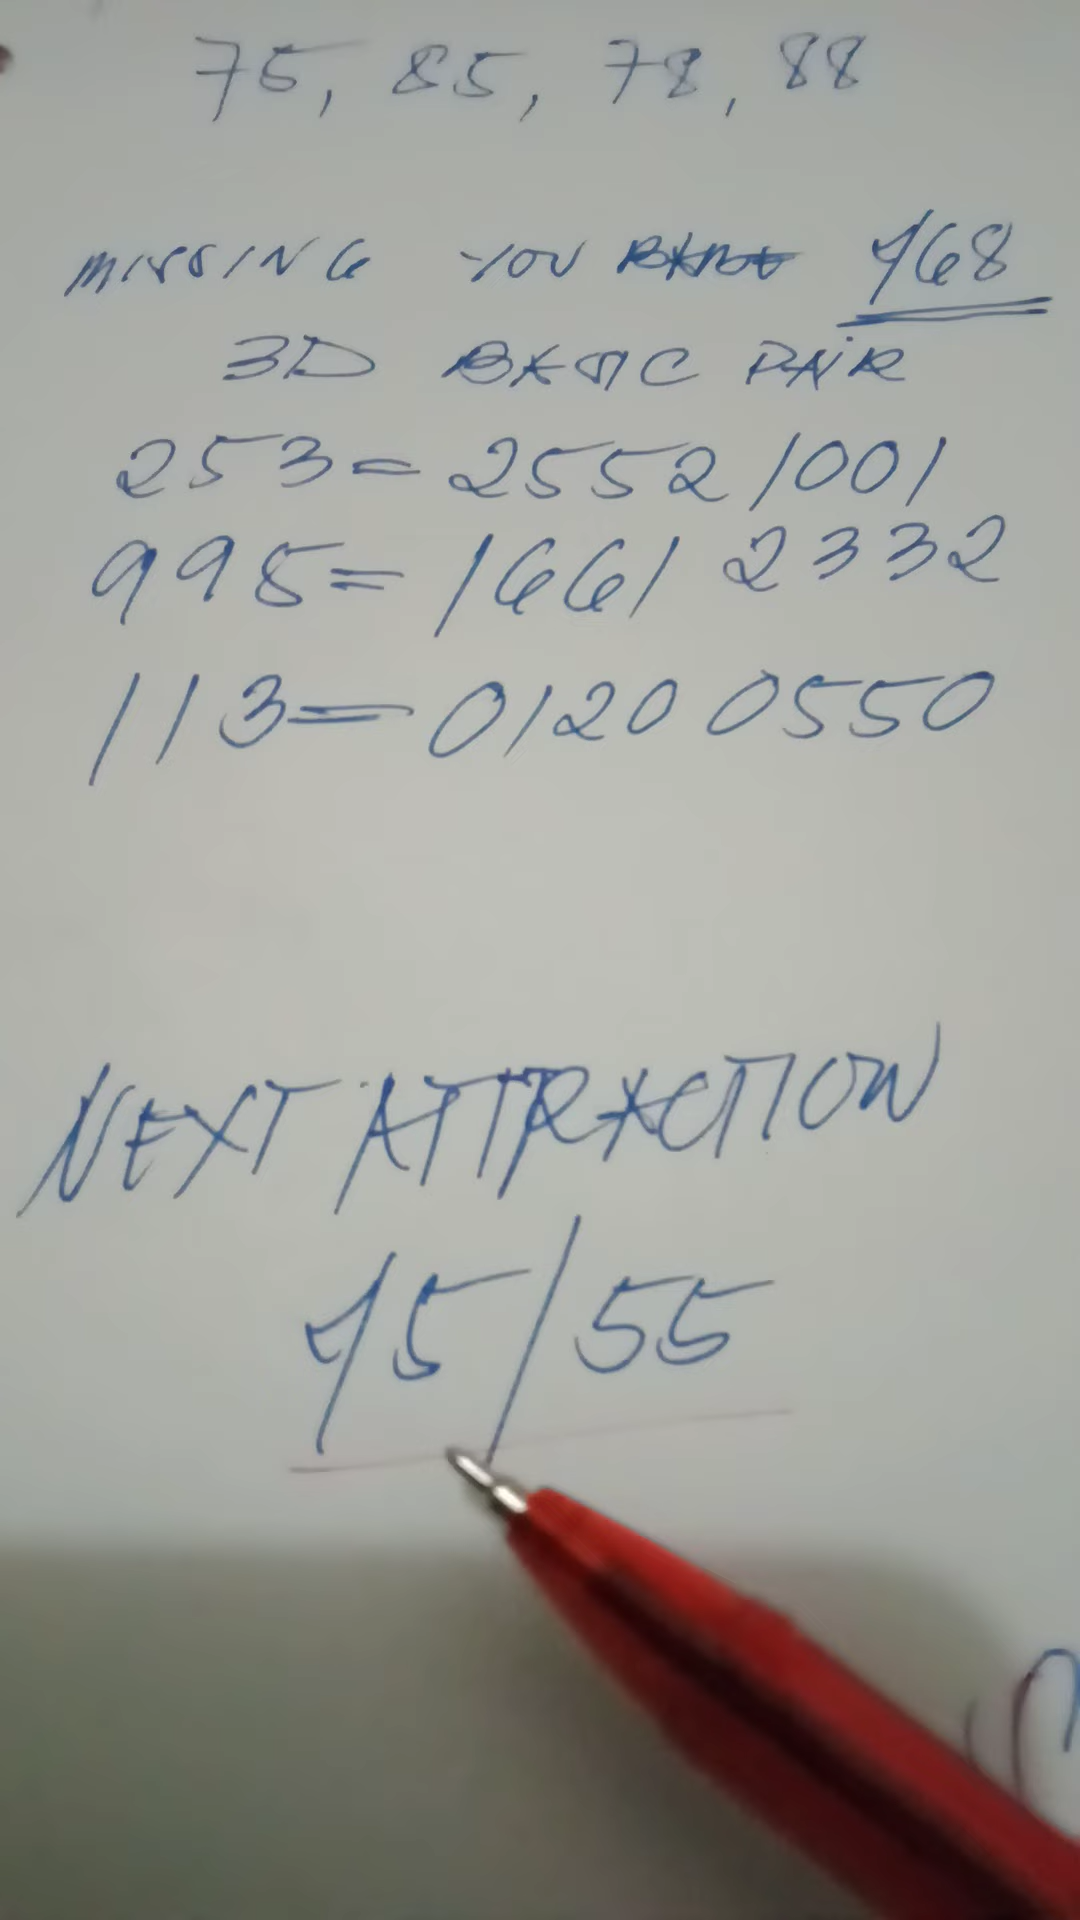 75, 85, 78, 88
MISSING YOU 468
3D BASIC PAIR
253 = 2552 1001
995 = 1661 2332
113 = 0120 0550
NEXT ATTRACTION
45/55